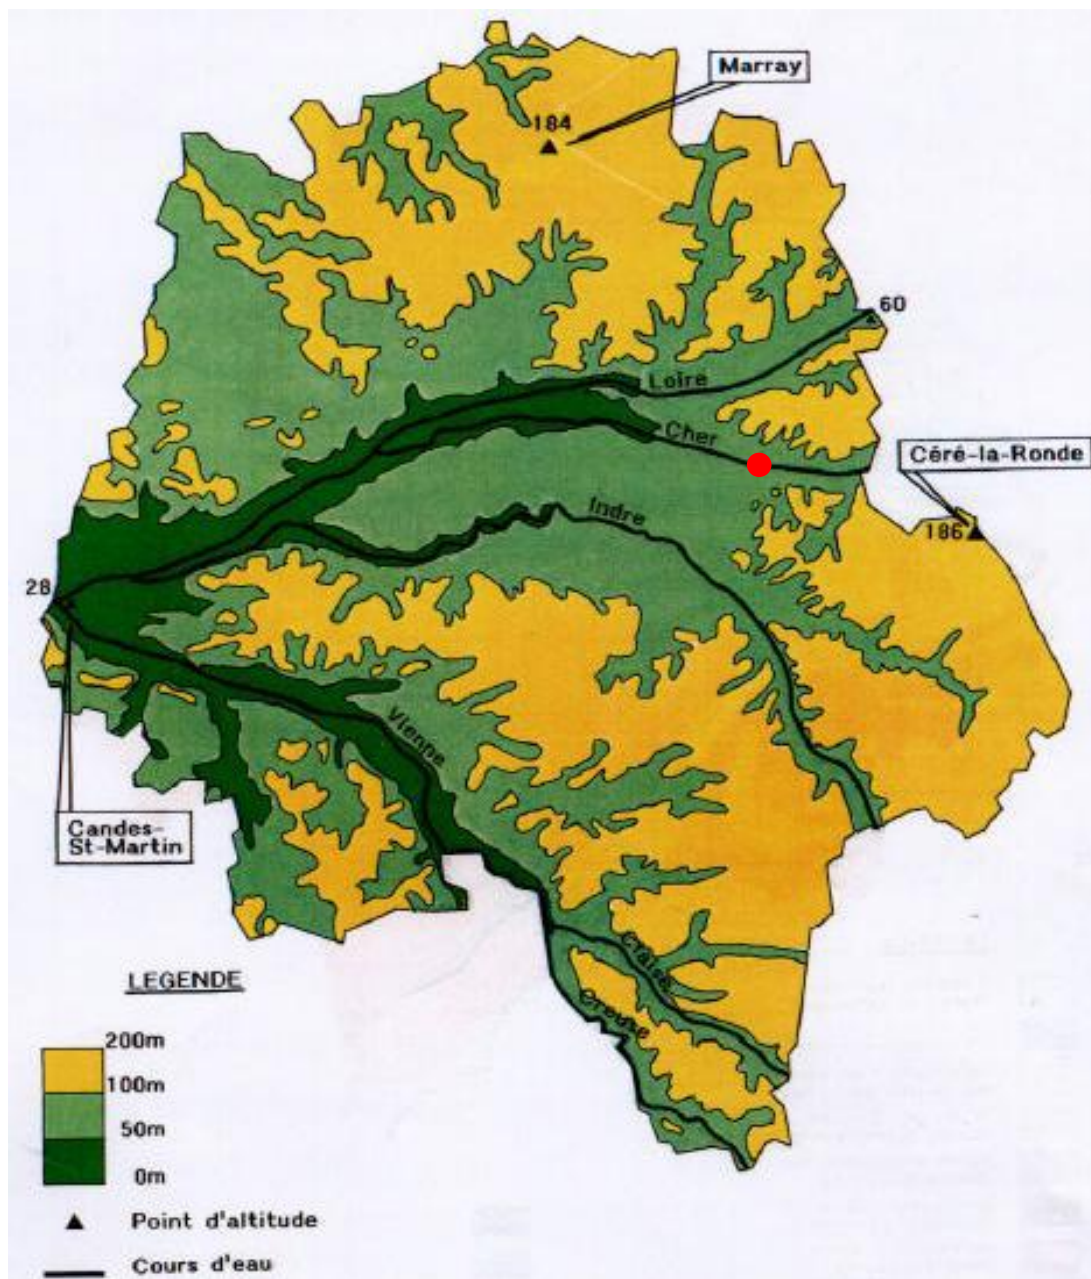 Marray
184
60
Loire
Cher
Céré-la-Ronde
186
Indre
28
Vienne
Candes-
St-Martin
Claise
Creuse
LEGENDE
200m
100m
50m
0m
Point d'altitude
Cours d'eau